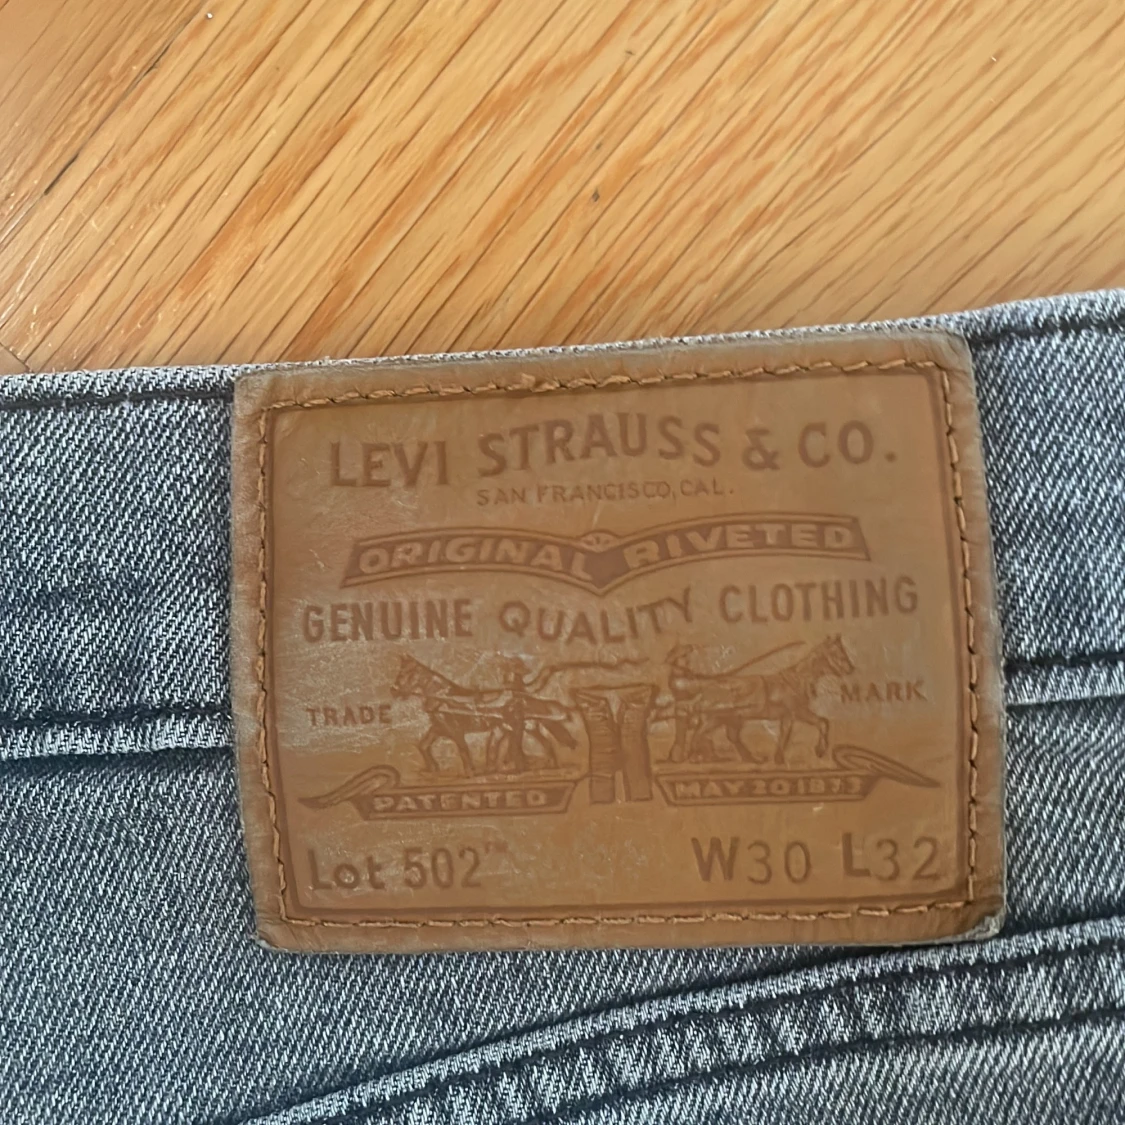 LEVI STRAUSS & CO.
SAN FRANCISCO, CAL.
ORIGINAL RIVETED
GENUINE QUALITY CLOTHING
TRADE MARK
PATENTED MAY 20 1873
Lot 502™ W30 L32